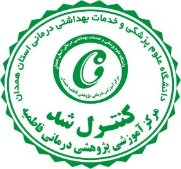 دانشگاه علوم پزشکی و خدمات بهداشتی درمانی استان همدان
کنترل شد
مرکز آموزشی پژوهشی درمانی فاطمیه